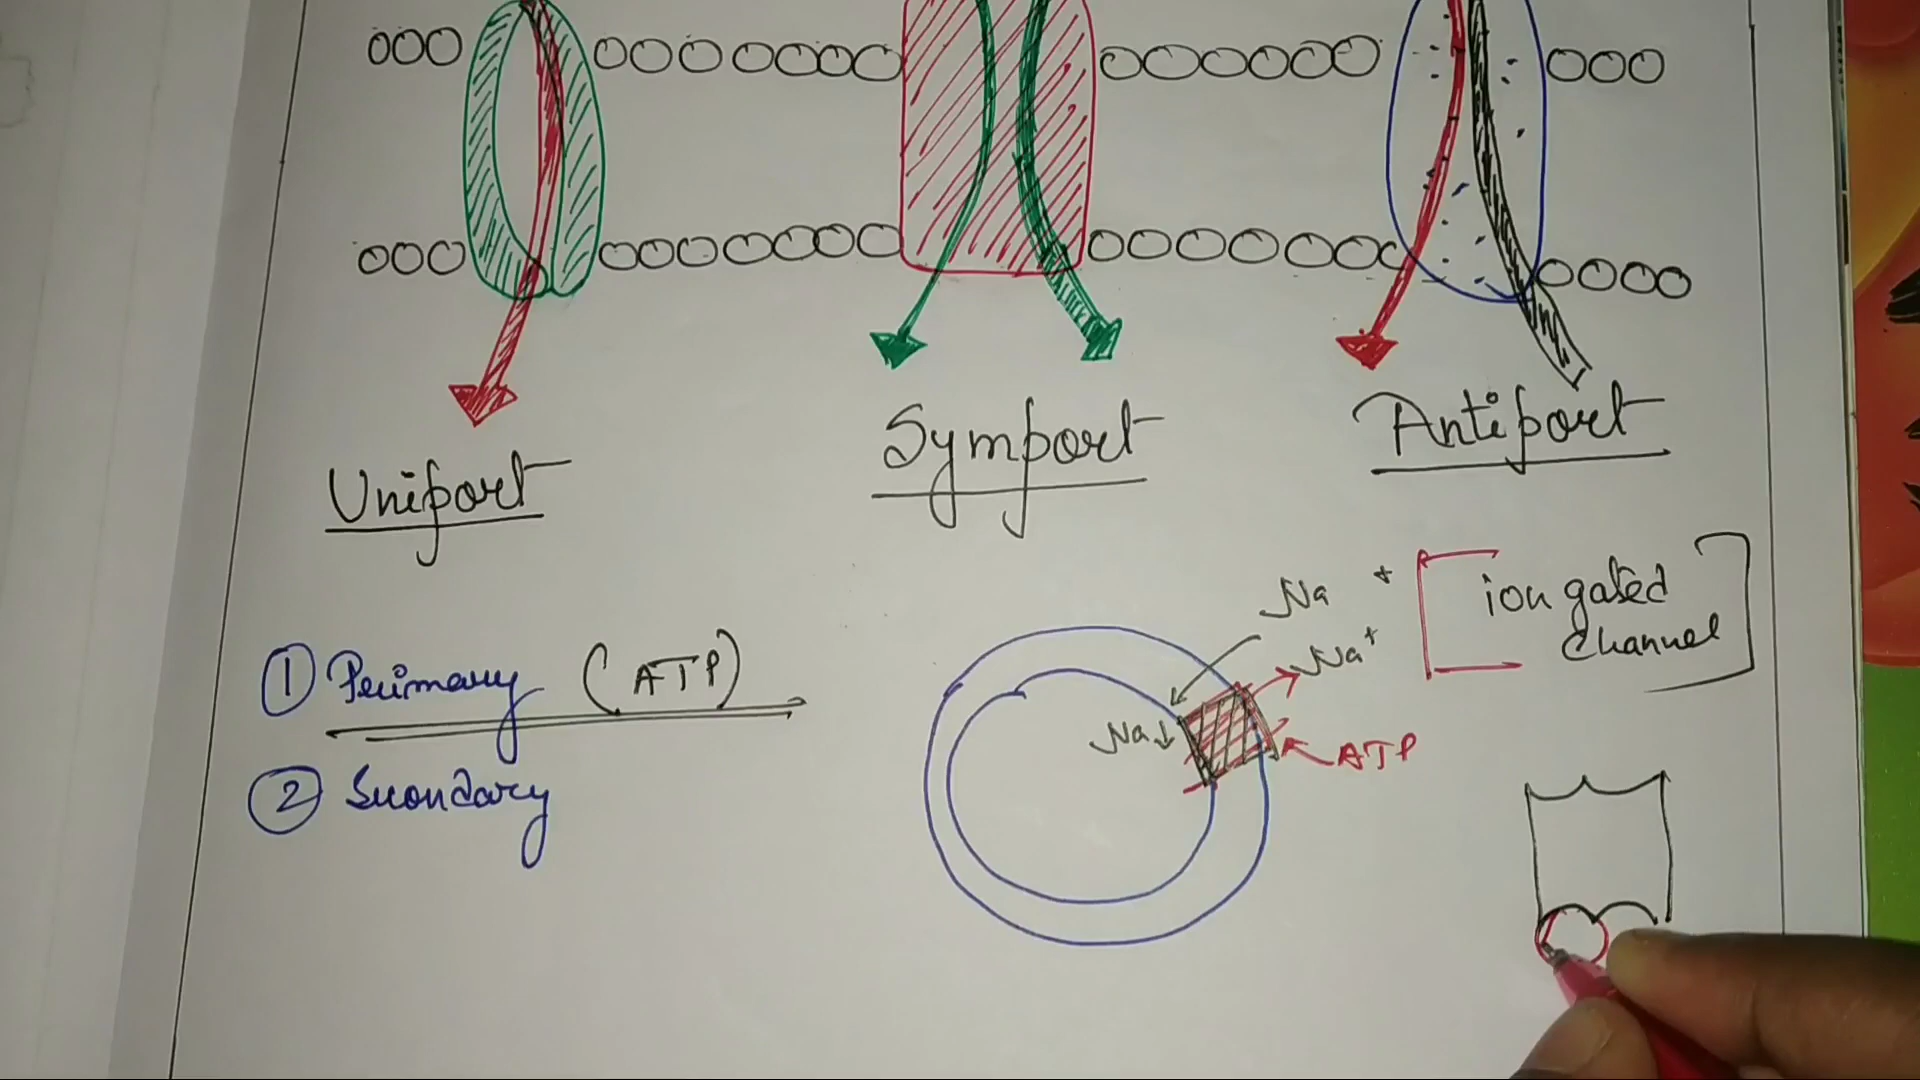 Uniport
Symport
Antiport
① Primary (ATP)
② Secondary
Na +
Na+
Na↓
ATP
[ion gated
channel]